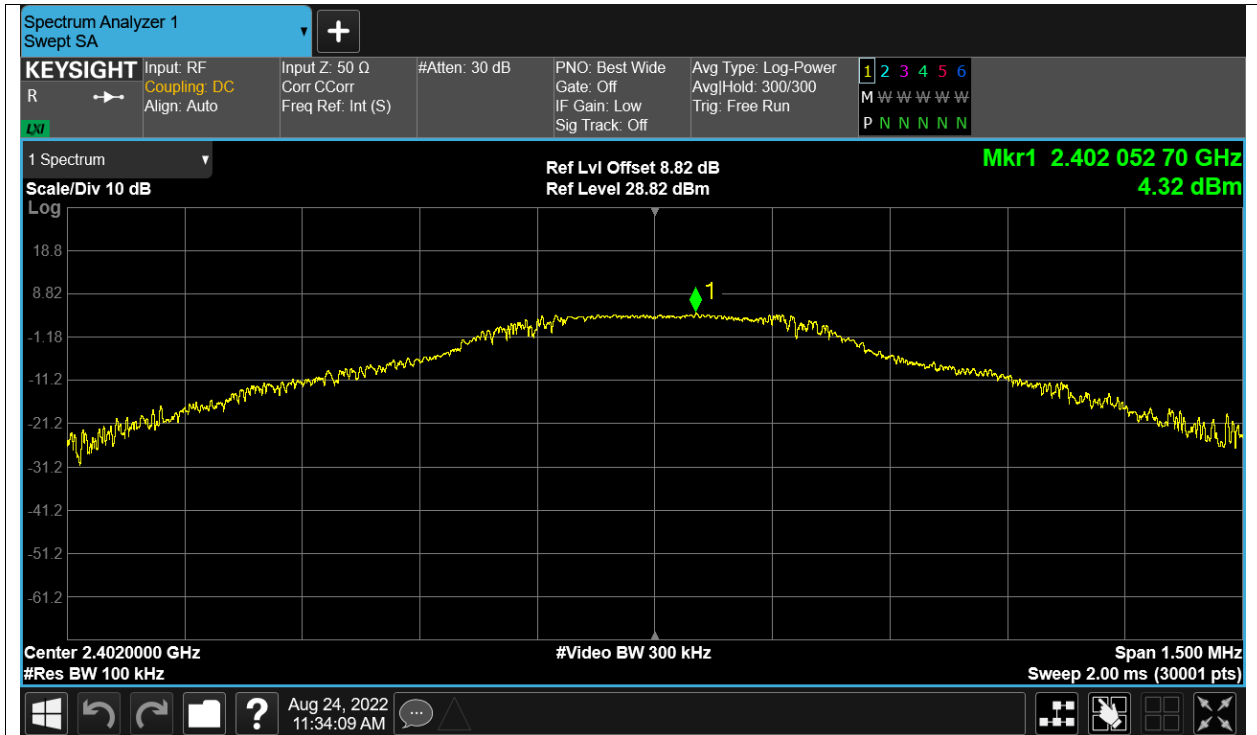 Spectrum Analyzer 1
Swept SA
KEYSIGHT
R
LXI
Input: RF
Coupling: DC
Align: Auto
Input Z: 50 Ω
Corr CCorr
Freq Ref: Int (S)
#Atten: 30 dB
PNO: Best Wide
Gate: Off
IF Gain: Low
Sig Track: Off
Avg Type: Log-Power
Avg|Hold: 300/300
Trig: Free Run
1 2 3 4 5 6
M W W W W W
P N N N N N
1 Spectrum
Scale/Div 10 dB
Log
Ref Lvl Offset 8.82 dB
Ref Level 28.82 dBm
Mkr1 2.402 052 70 GHz
4.32 dBm
18.8
8.82
1
-1.18
-11.2
-21.2
-31.2
-41.2
-51.2
-61.2
Center 2.4020000 GHz
#Video BW 300 kHz
Span 1.500 MHz
#Res BW 100 kHz
Sweep 2.00 ms (30001 pts)
?
Aug 24, 2022
11:34:09 AM